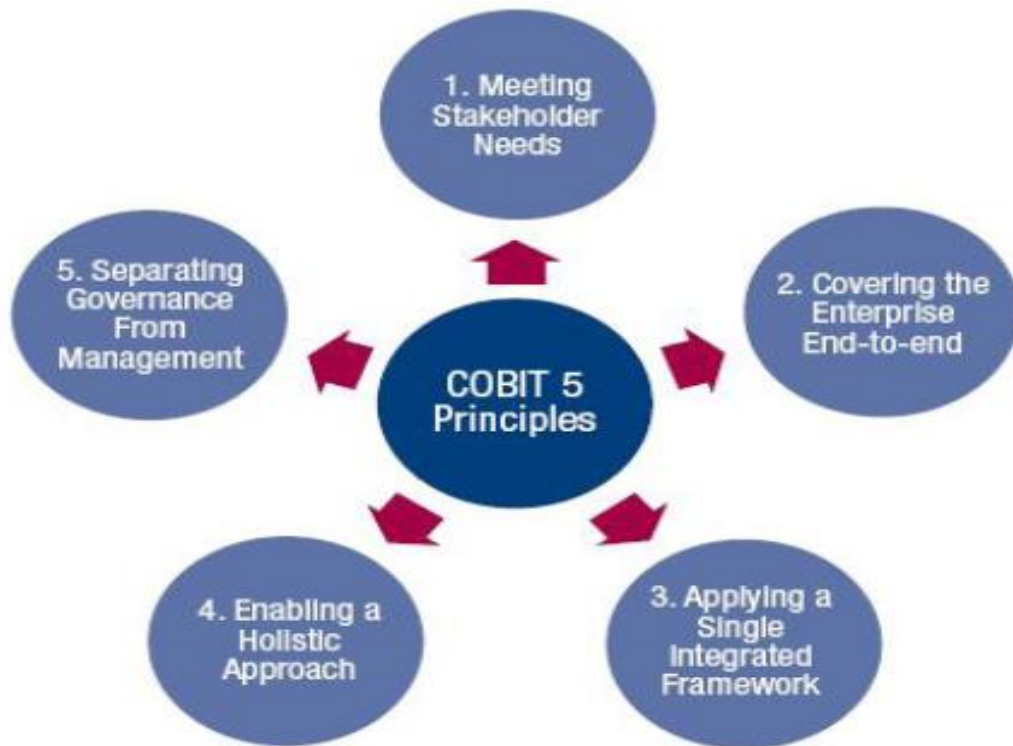 1. Meeting
Stakeholder
Needs
2. Covering the
Enterprise
End-to-end
3. Applying a
Single
Integrated
Framework
4. Enabling a
Holistic
Approach
5. Separating
Governance
From
Management
COBIT 5
Principles